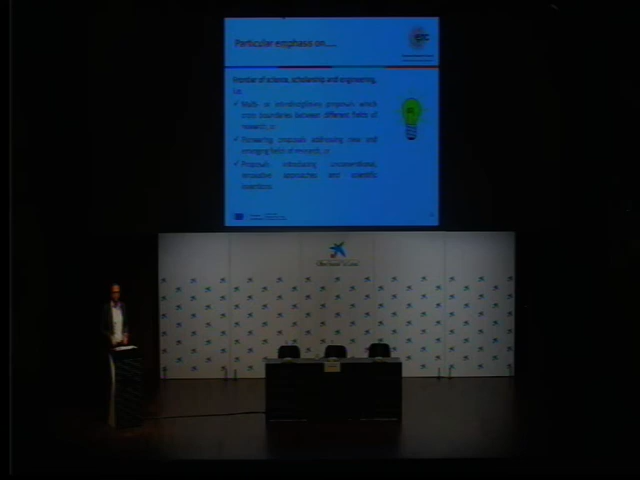 Particular emphasis on....
erc
Frontier of science, scholarship and engineering,
i.e.
✓ Multi- or interdisciplinary proposals which
cross boundaries between different fields of
research, or
✓ Pioneering proposals addressing new and
emerging fields of research, or
✓ Proposals introducing unconventional,
innovative approaches and scientific
inventions